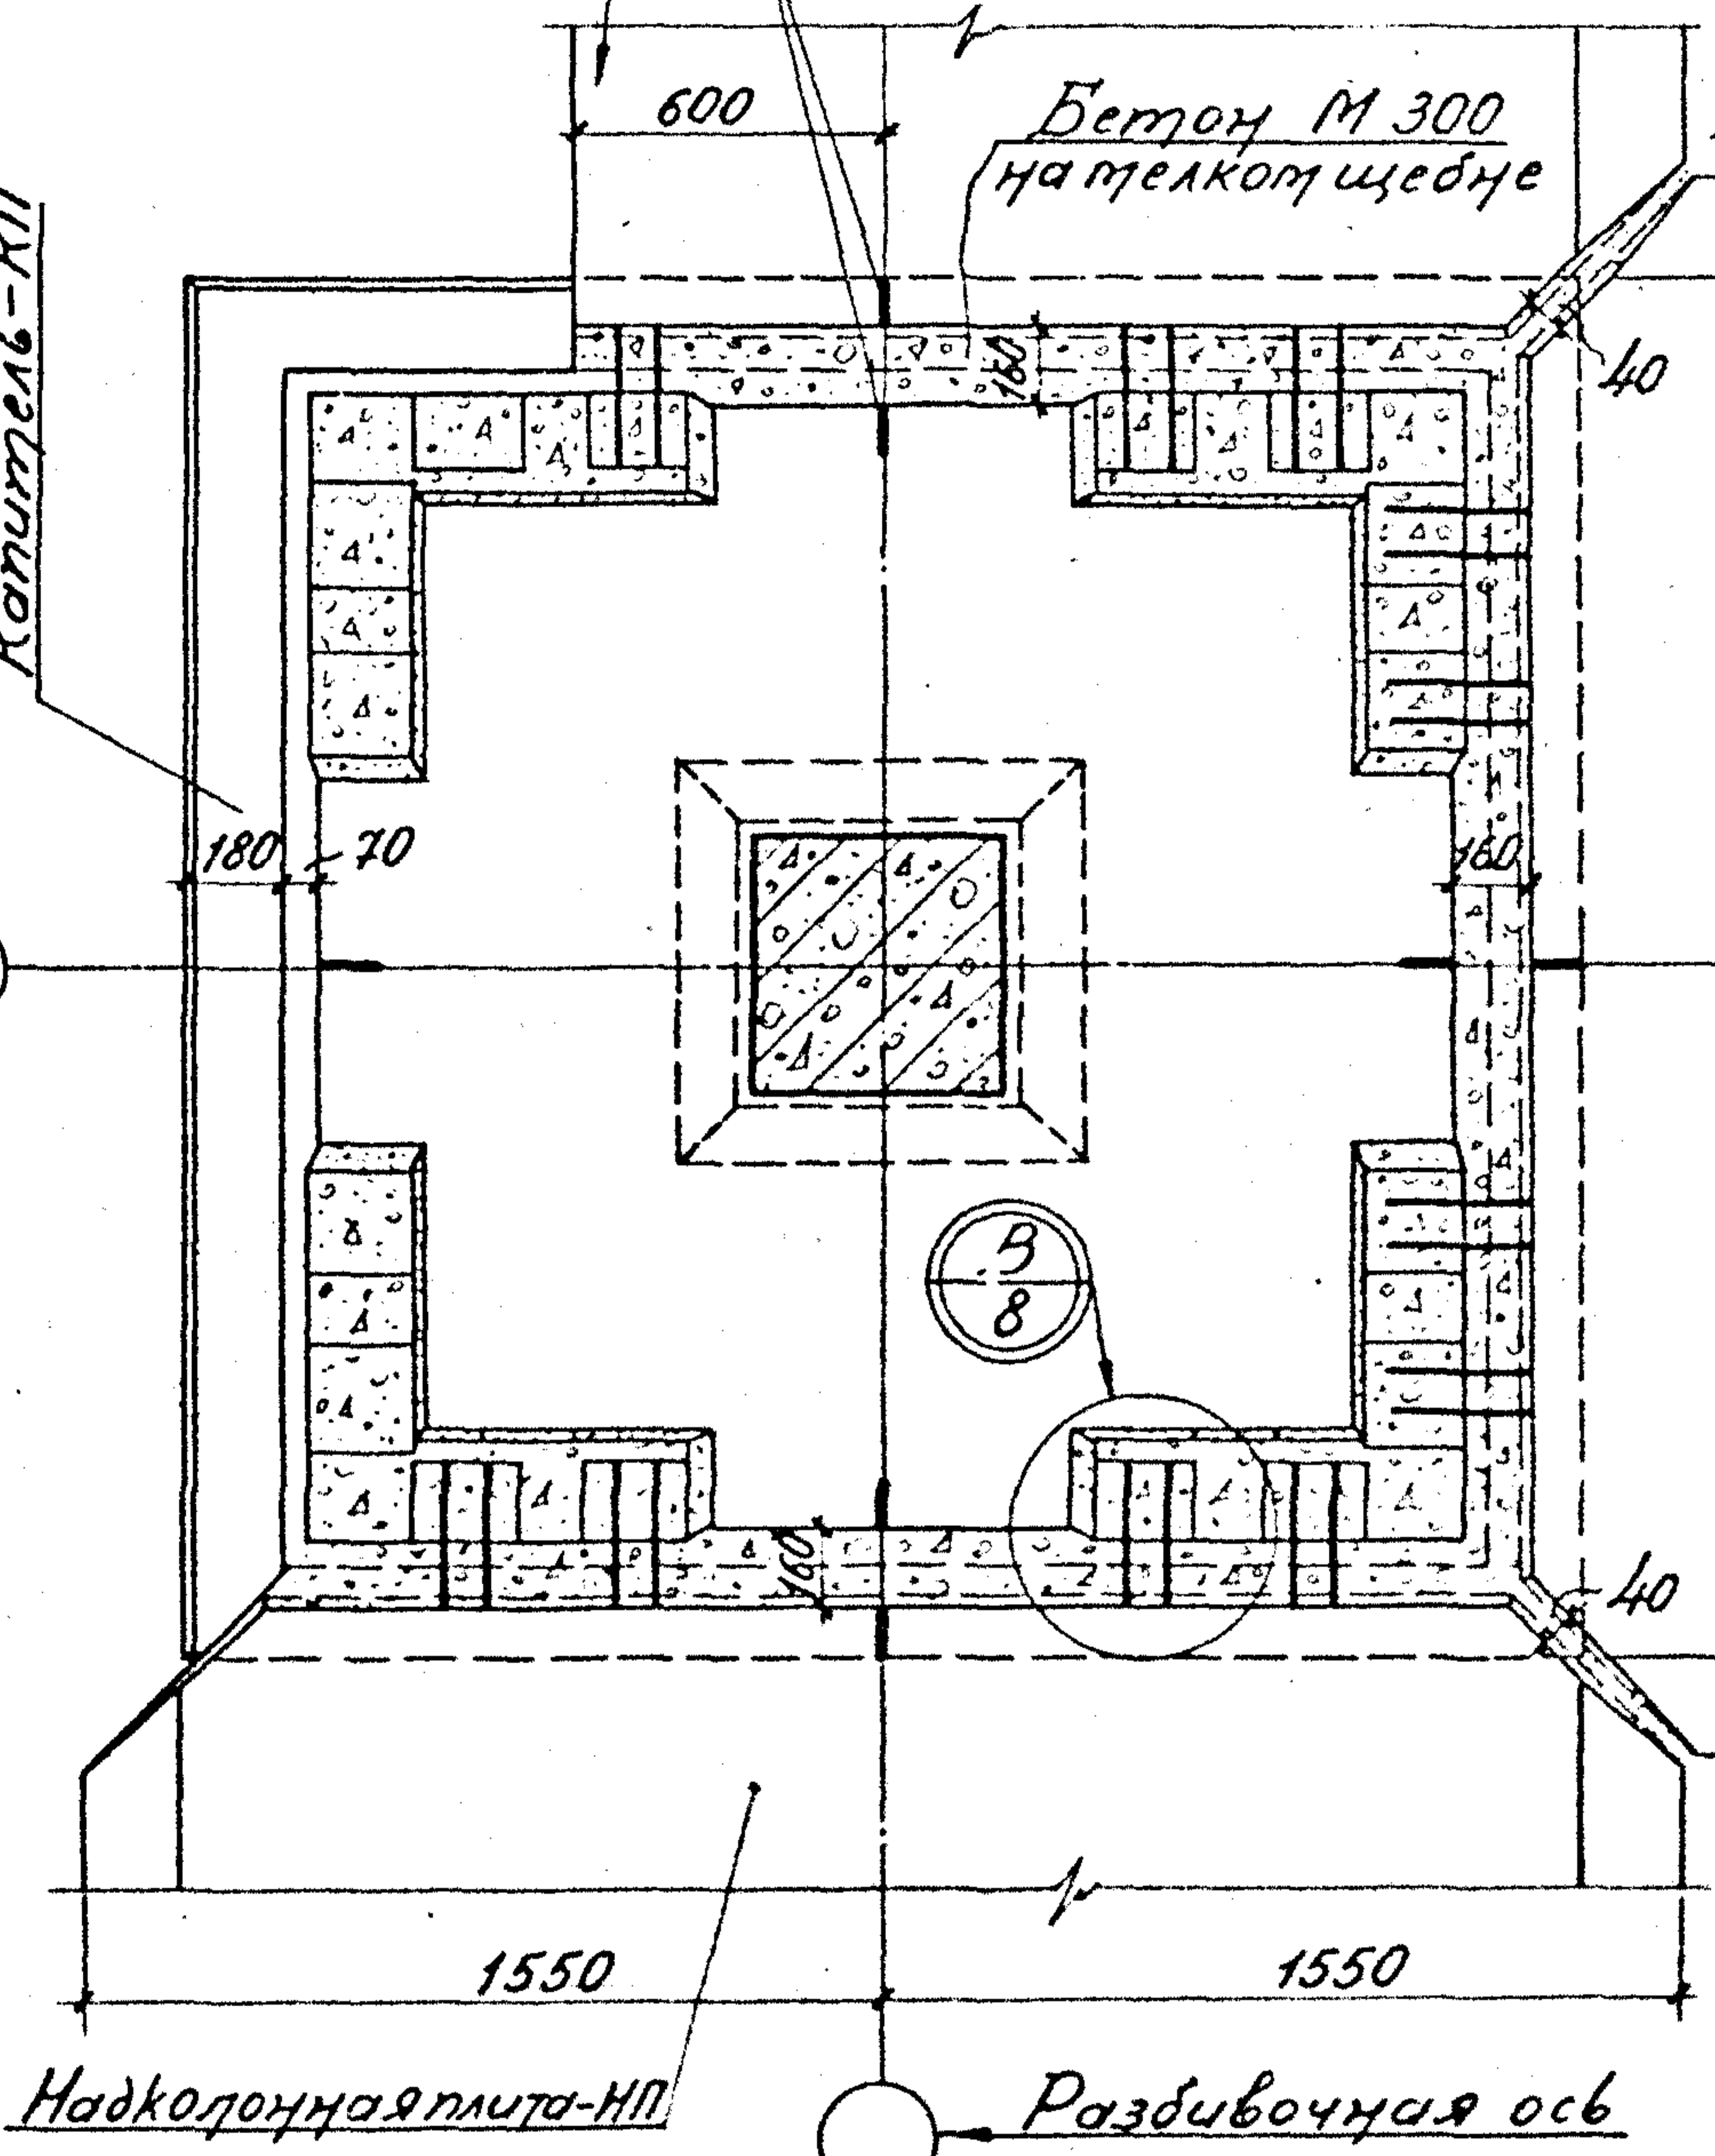 600
Бетон М 300
на мелком щебне
160
40
Капитель-КП
180
70
160
В
8
160
40
1550
1550
Надколонная плита-НП
Разбивочная ось